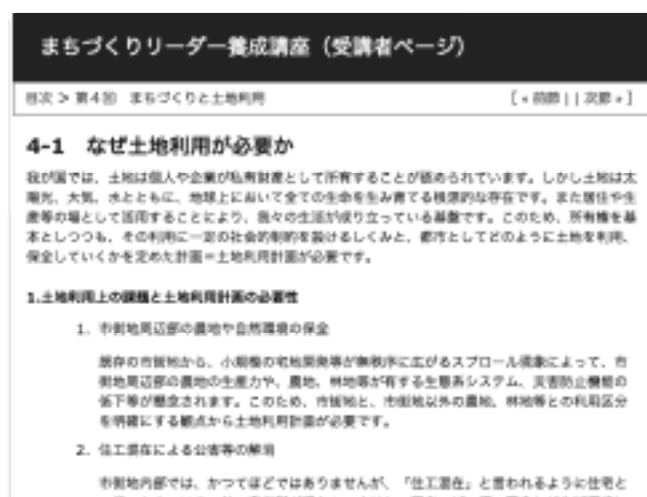 まちづくりリーダー養成講座（受講者ページ）
目次 > 第4回　まちづくりと土地利用
[ « 前節 | | 次節 » ]
4-1　なぜ土地利用が必要か
我が国では、土地は個人や企業が私有財産として所有することが認められています。しかし土地は太
陽光、大気、水とともに、地球上において全ての生命を生み育てる根源的な存在です。また居住や生
産等の場として活用することにより、我々の生活が成り立っている基盤です。このため、所有権を基
本としつつも、その利用に一定の社会的制約を設けるしくみと、都市としてどのように土地を利用、
保全していくかを定めた計画＝土地利用計画が必要です。
1.土地利用上の課題と土地利用計画の必要性
1. 市街地周辺部の農地や自然環境の保全
既存の市街地から、小規模の宅地開発等が無秩序に広がるスプロール現象によって、市
街地周辺部の農地の生産力や、農地、林地等が有する生態系システム、災害防止機能の
低下等が懸念されます。このため、市街地と、市街地以外の農地、林地等との利用区分
を明確にする観点から土地利用計画が必要です。
2. 住工混在による公害等の解消
市街地内部では、かつてほどではありませんが、「住工混在」と言われるように住宅と